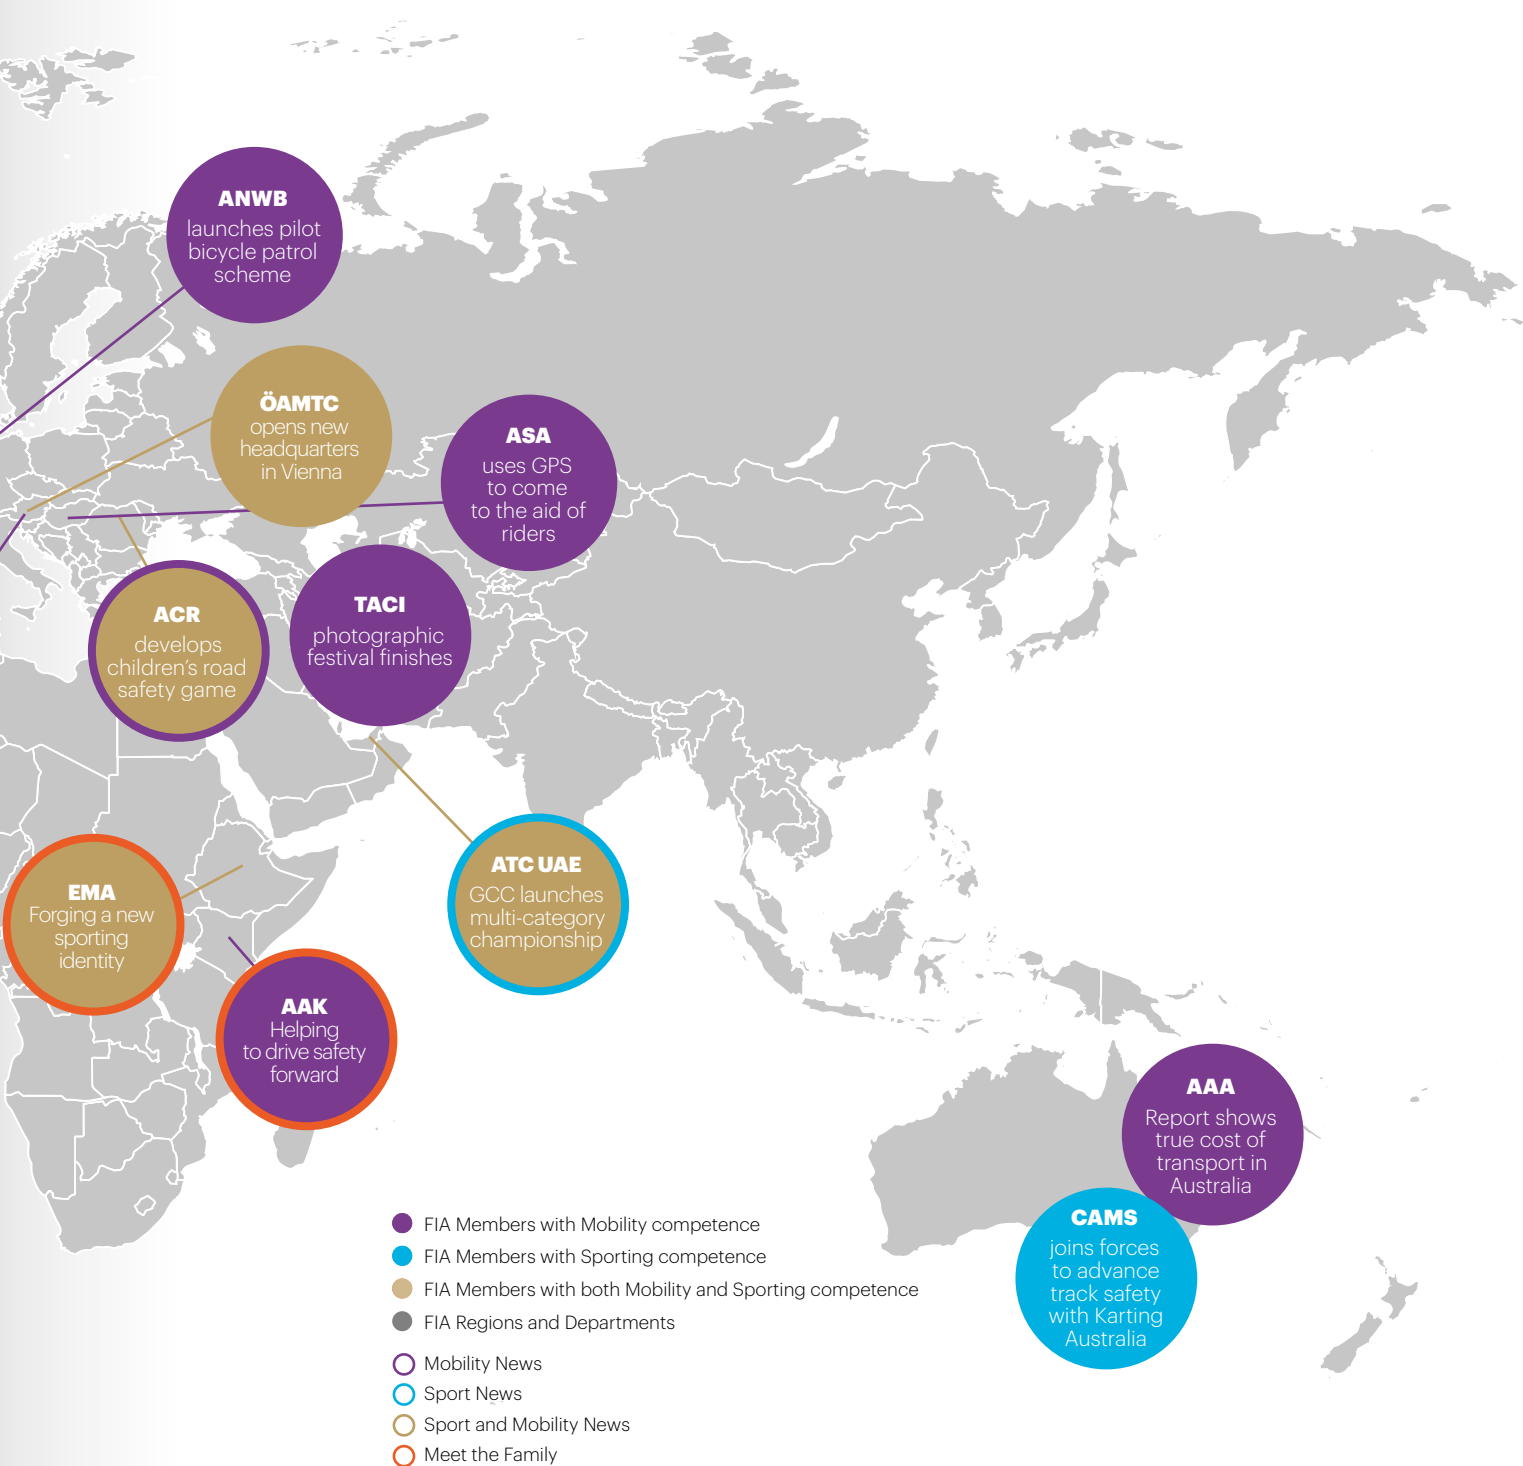 ANWB
launches pilot
bicycle patrol
scheme
ÖAMTC
opens new
headquarters
in Vienna
ASA
uses GPS
to come
to the aid of
riders
ACR
develops
children’s road
safety game
TACI
photographic
festival finishes
EMA
Forging a new
sporting
identity
ATC UAE
GCC launches
multi-category
championship
AAK
Helping
to drive safety
forward
AAA
Report shows
true cost of
transport in
Australia
CAMS
joins forces
to advance
track safety
with Karting
Australia
FIA Members with Mobility competence
FIA Members with Sporting competence
FIA Members with both Mobility and Sporting competence
FIA Regions and Departments
Mobility News
Sport News
Sport and Mobility News
Meet the Family